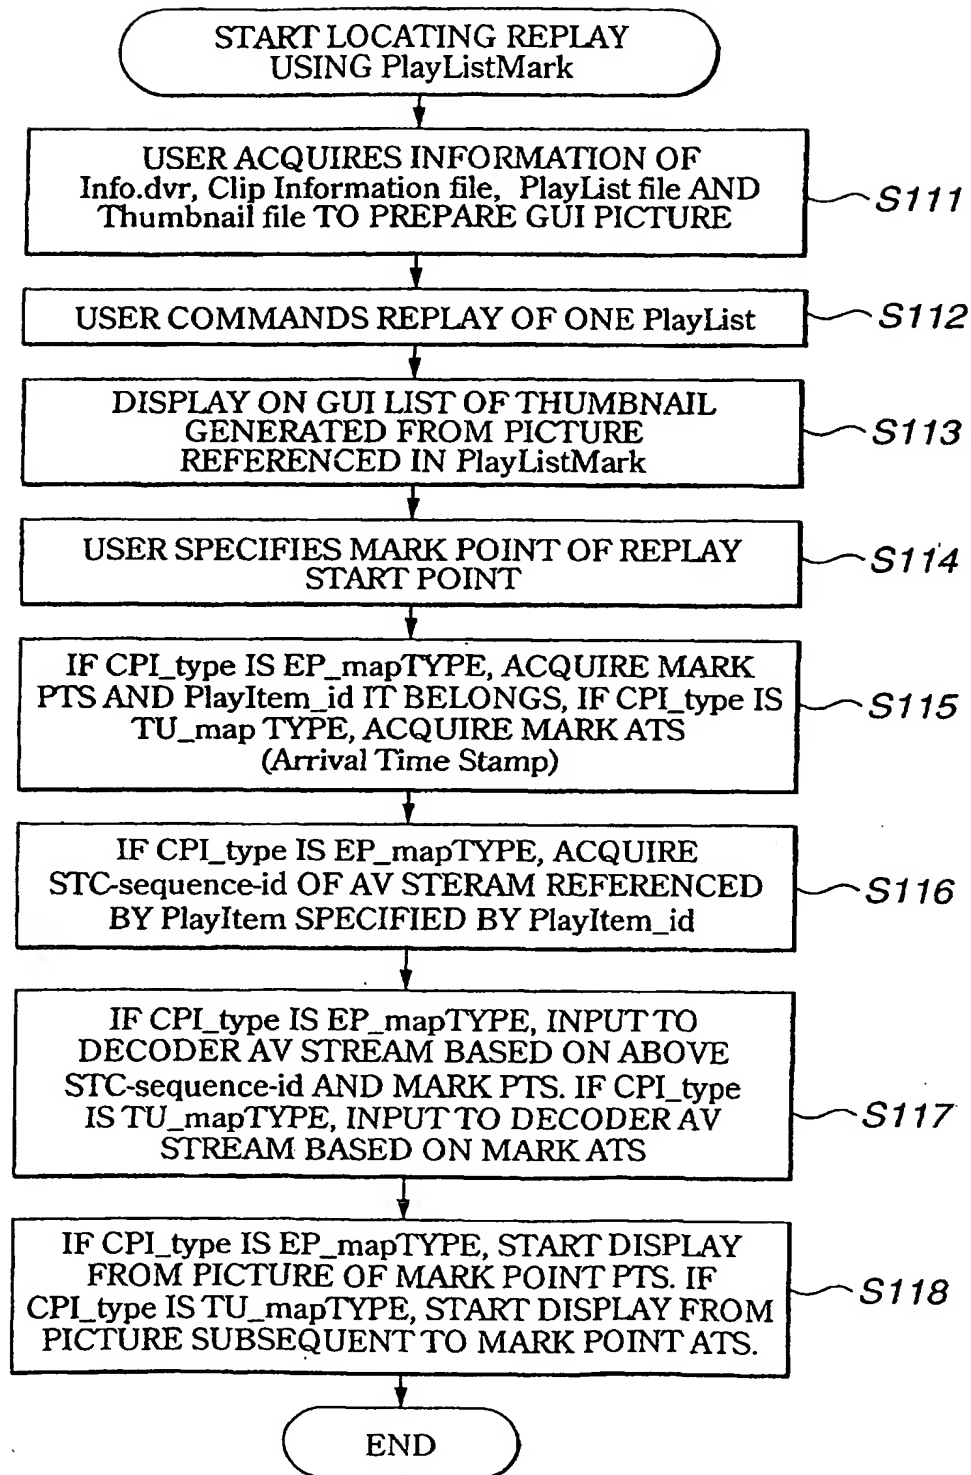 START LOCATING REPLAY
USING PlayListMark
USER ACQUIRES INFORMATION OF
Info.dvr, Clip Information file, PlayList file AND
Thumbnail file TO PREPARE GUI PICTURE
S111
USER COMMANDS REPLAY OF ONE PlayList
S112
DISPLAY ON GUI LIST OF THUMBNAIL
GENERATED FROM PICTURE
REFERENCED IN PlayListMark
S113
USER SPECIFIES MARK POINT OF REPLAY
START POINT
S114
IF CPI_type IS EP_mapTYPE, ACQUIRE MARK
PTS AND PlayItem_id IT BELONGS, IF CPI_type IS
TU_map TYPE, ACQUIRE MARK ATS
(Arrival Time Stamp)
S115
IF CPI_type IS EP_mapTYPE, ACQUIRE
STC-sequence-id OF AV STERAM REFERENCED
BY PlayItem SPECIFIED BY PlayItem_id
S116
IF CPI_type IS EP_mapTYPE, INPUT TO
DECODER AV STREAM BASED ON ABOVE
STC-sequence-id AND MARK PTS. IF CPI_type
IS TU_mapTYPE, INPUT TO DECODER AV
STREAM BASED ON MARK ATS
S117
IF CPI_type IS EP_mapTYPE, START DISPLAY
FROM PICTURE OF MARK POINT PTS. IF
CPI_type IS TU_mapTYPE, START DISPLAY FROM
PICTURE SUBSEQUENT TO MARK POINT ATS.
S118
END